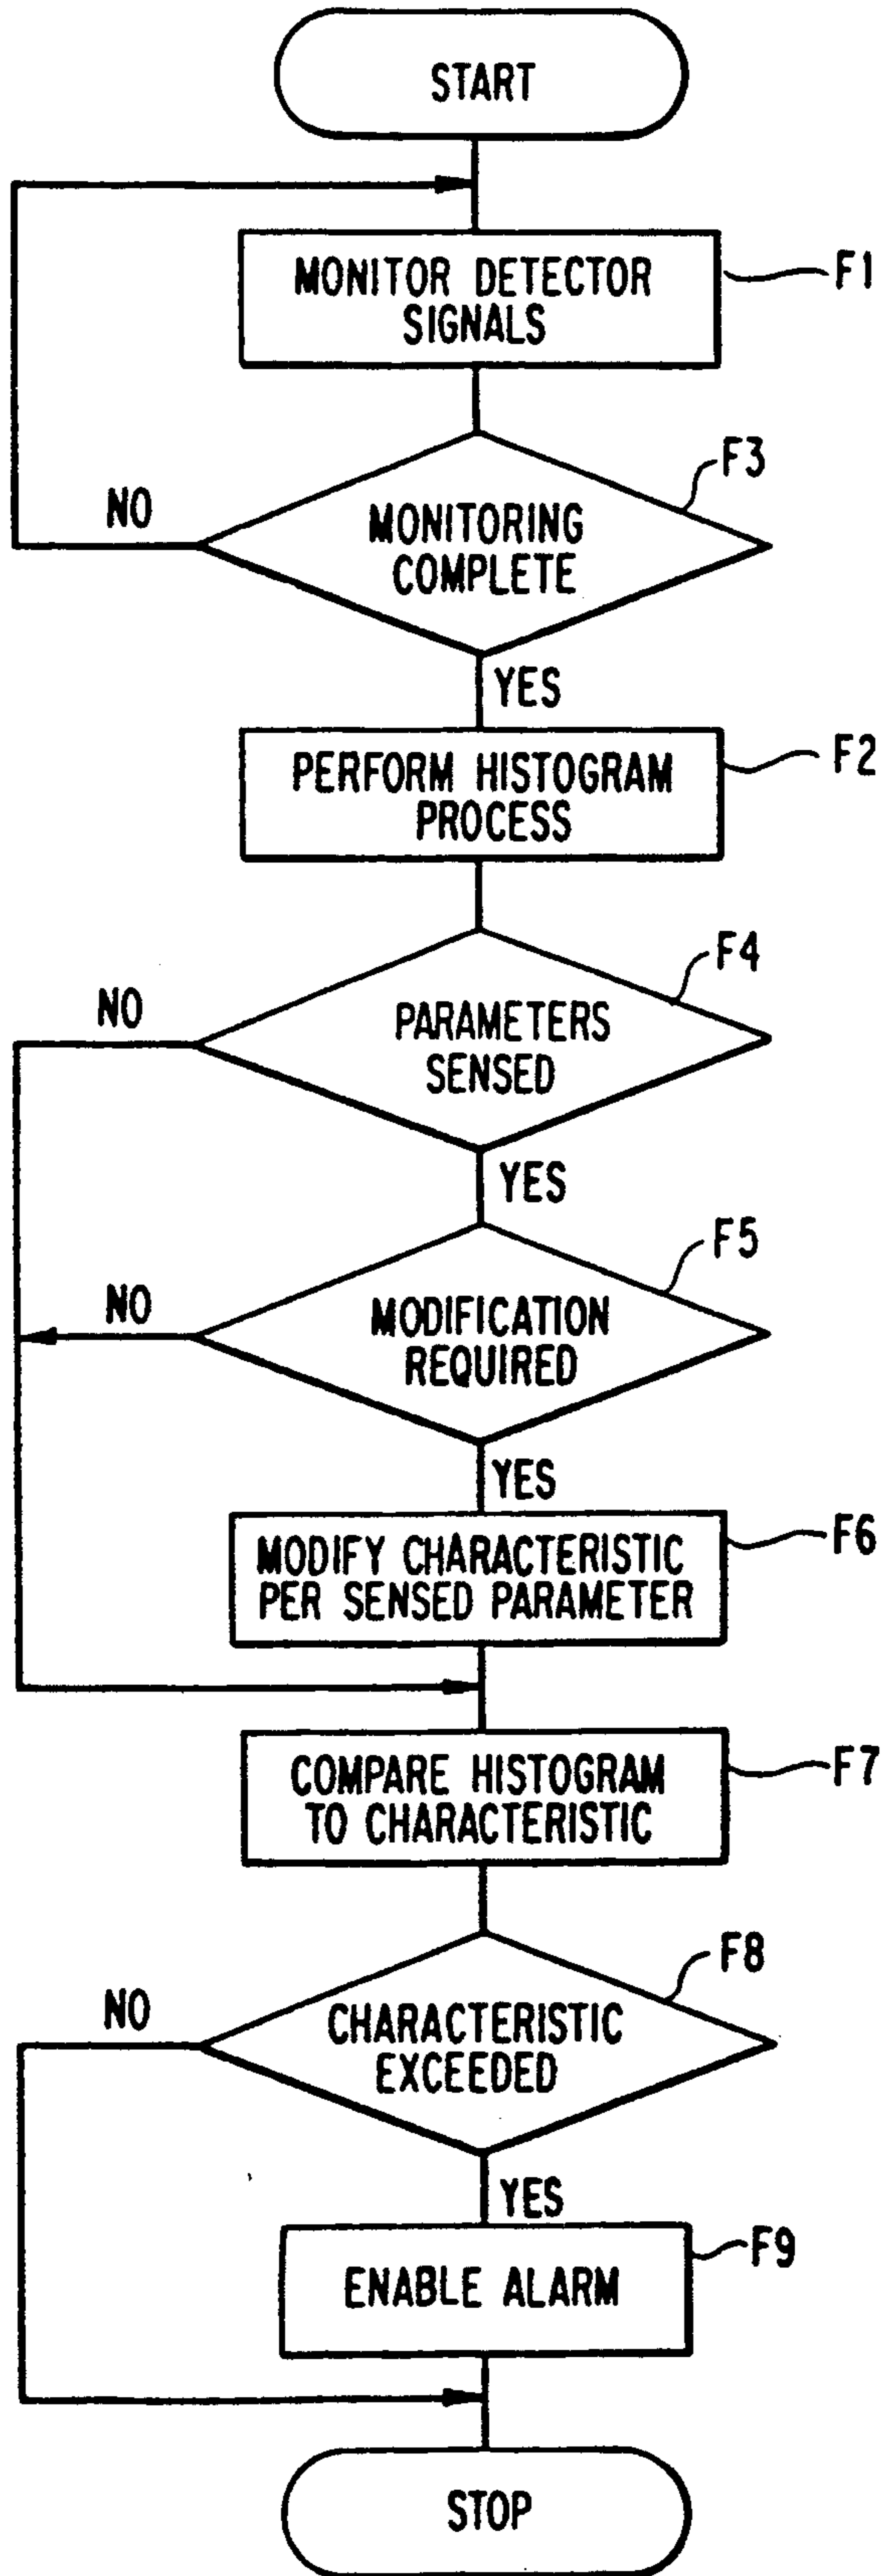 START
MONITOR DETECTOR
SIGNALS
F1
F3
NO
MONITORING
COMPLETE
YES
F2
PERFORM HISTOGRAM
PROCESS
F4
NO
PARAMETERS
SENSED
YES
F5
NO
MODIFICATION
REQUIRED
YES
F6
MODIFY CHARACTERISTIC
PER SENSED PARAMETER
F7
COMPARE HISTOGRAM
TO CHARACTERISTIC
F8
NO
CHARACTERISTIC
EXCEEDED
YES
F9
ENABLE ALARM
STOP